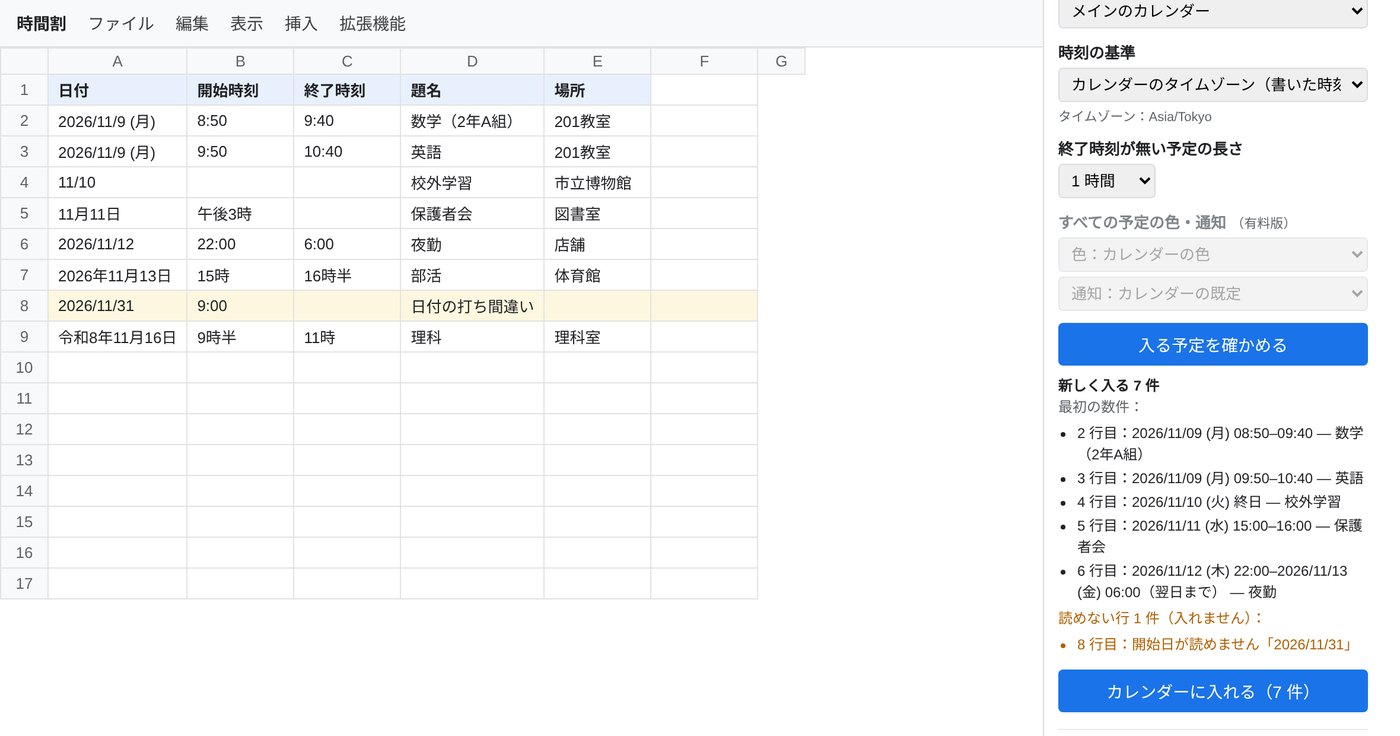 時間割 ファイル 編集 表示 挿入 拡張機能
A B C D E F G
1 日付 開始時刻 終了時刻 題名 場所
2 2026/11/9 (月) 8:50 9:40 数学（2年A組） 201教室
3 2026/11/9 (月) 9:50 10:40 英語 201教室
4 11/10 校外学習 市立博物館
5 11月11日 午後3時 保護者会 図書室
6 2026/11/12 22:00 6:00 夜勤 店舗
7 2026年11月13日 15時 16時半 部活 体育館
8 2026/11/31 9:00 日付の打ち間違い
9 令和8年11月16日 9時半 11時 理科 理科室
10
11
12
13
14
15
16
17
メインのカレンダー
時刻の基準
カレンダーのタイムゾーン（書いた時刻
タイムゾーン：Asia/Tokyo
終了時刻が無い予定の長さ
1 時間
すべての予定の色・通知 （有料版）
色：カレンダーの色
通知：カレンダーの既定
入る予定を確かめる
新しく入る 7 件
最初の数件：
• 2 行目：2026/11/09 (月) 08:50–09:40 — 数学
（2年A組）
• 3 行目：2026/11/09 (月) 09:50–10:40 — 英語
• 4 行目：2026/11/10 (火) 終日 — 校外学習
• 5 行目：2026/11/11 (水) 15:00–16:00 — 保護
者会
• 6 行目：2026/11/12 (木) 22:00–2026/11/13
(金) 06:00（翌日まで） — 夜勤
読めない行 1 件（入れません）：
• 8 行目：開始日が読めません「2026/11/31」
カレンダーに入れる（7 件）